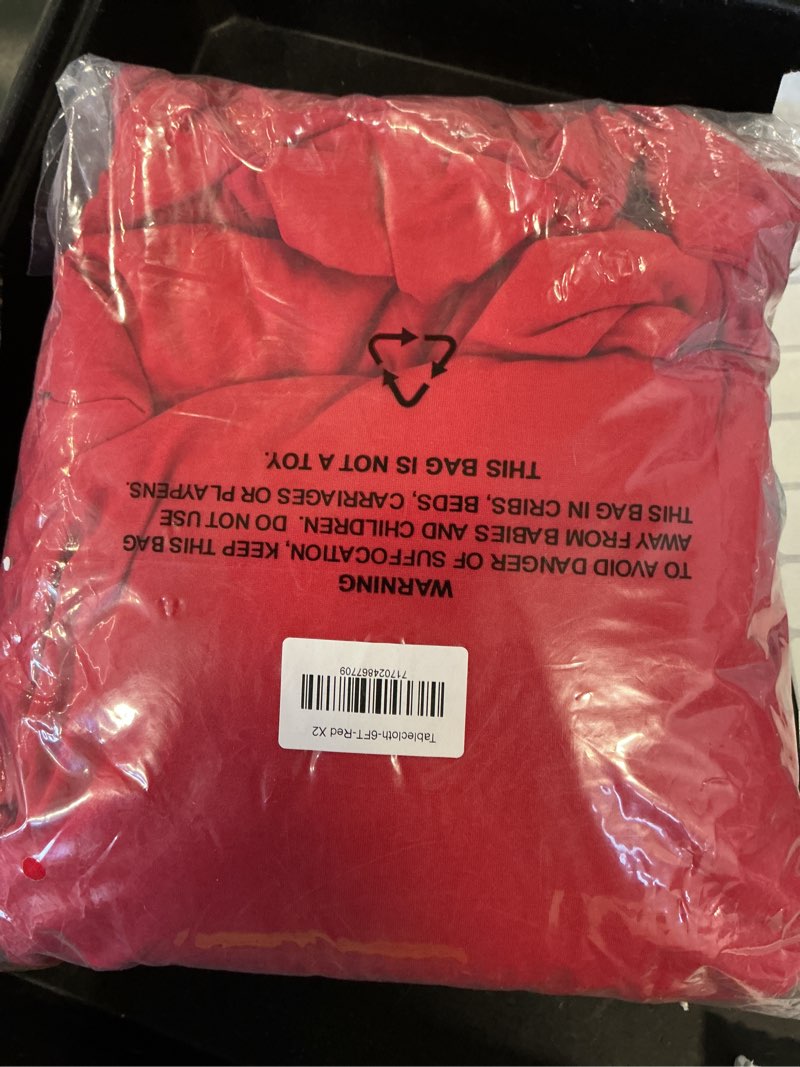 Tablecloth-6FT-Red X2
717024867709
WARNING
TO AVOID DANGER OF SUFFOCATION, KEEP THIS BAG
AWAY FROM BABIES AND CHILDREN. DO NOT USE
THIS BAG IN CRIBS, BEDS, CARRIAGES OR PLAYPENS.
THIS BAG IS NOT A TOY.